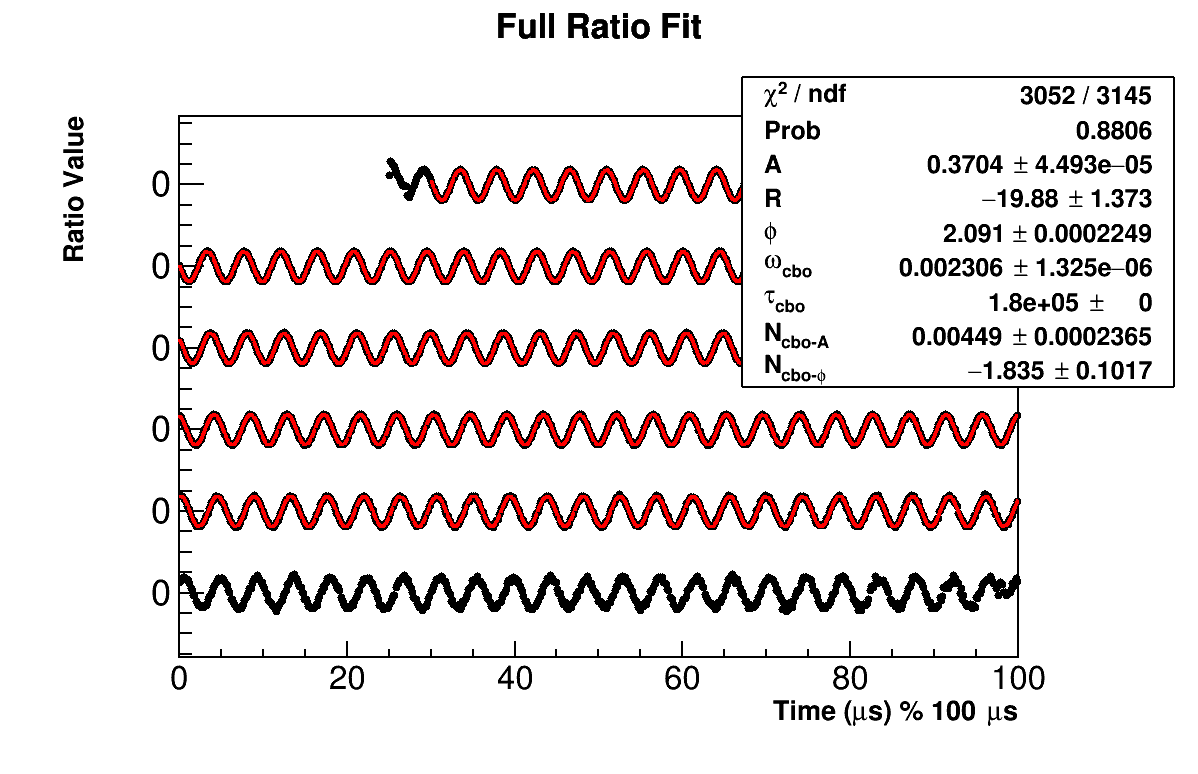 Full Ratio Fit
Ratio Value
χ² / ndf 3052 / 3145
Prob 0.8806
A 0.3704 ± 4.493e−05
R −19.88 ± 1.373
ϕ 2.091 ± 0.0002249
ω_cbo 0.002306 ± 1.325e−06
τ_cbo 1.8e+05 ± 0
N_cbo-A 0.00449 ± 0.0002365
N_cbo-ϕ −1.835 ± 0.1017
0
0
0
0
0
0
0 20 40 60 80 100
Time (μs) % 100 μs